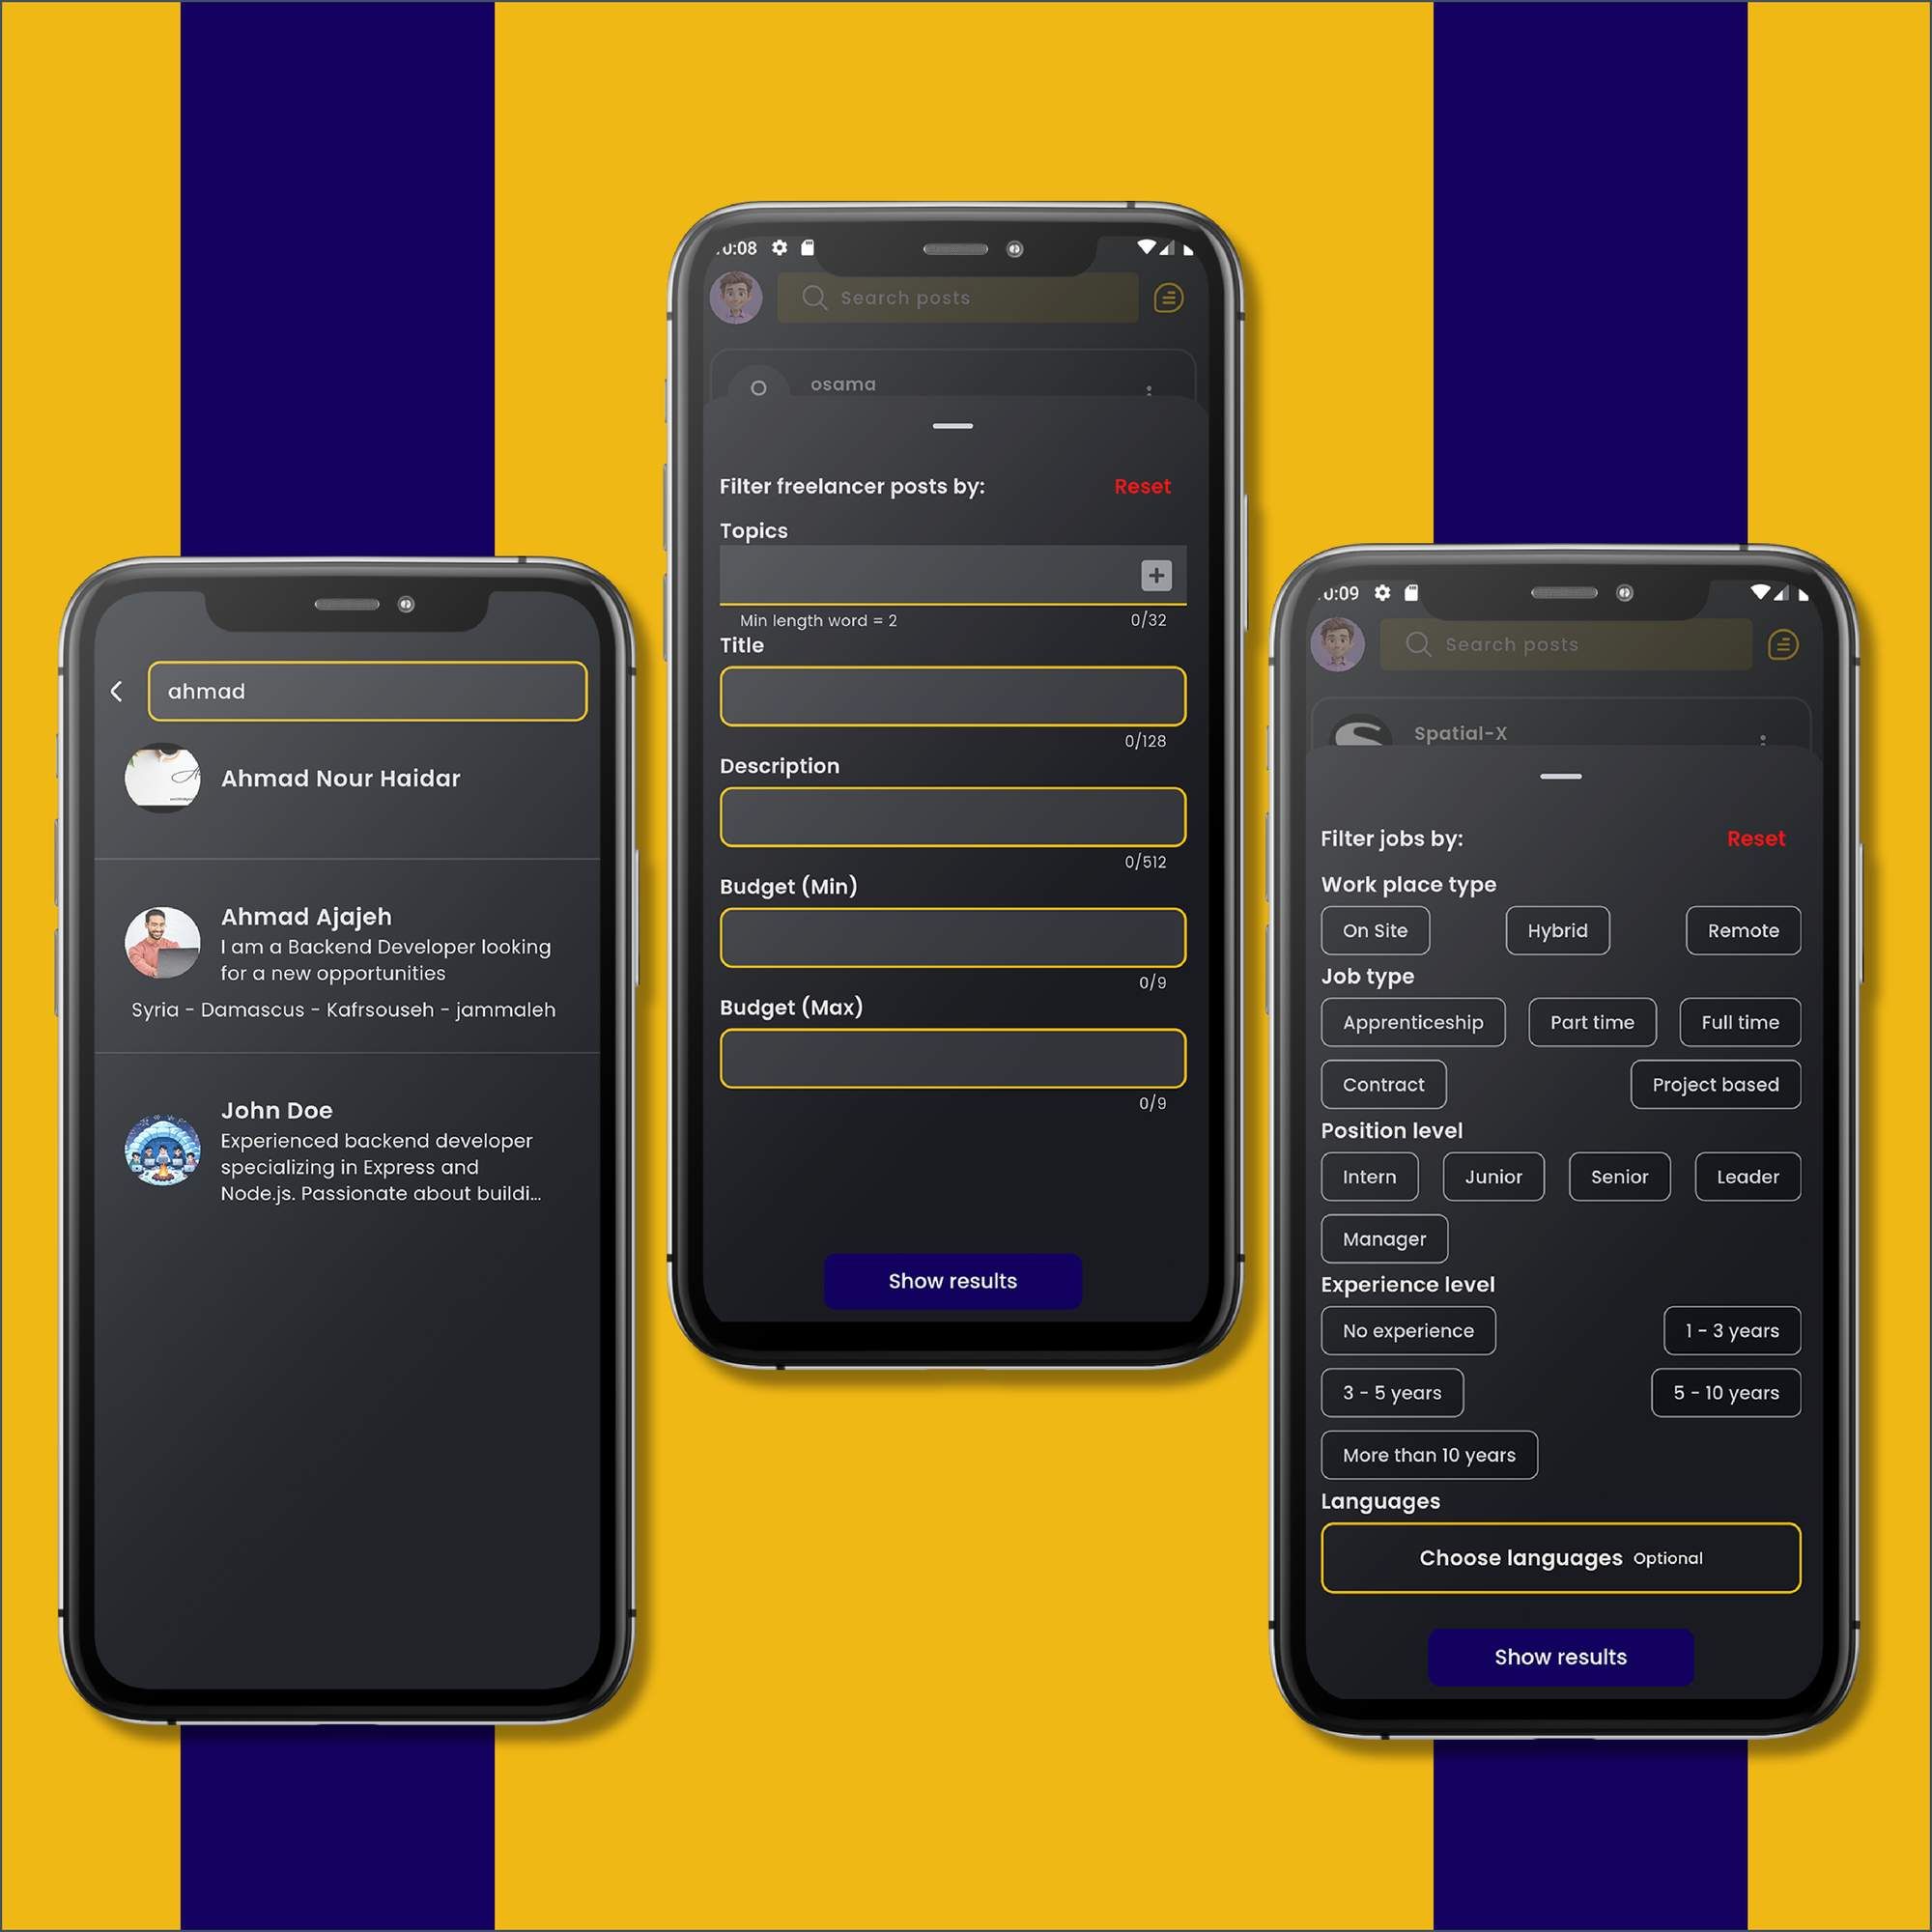 ahmad
Ahmad Nour Haidar
Ahmad Ajajeh
I am a Backend Developer looking
for a new opportunities
Syria - Damascus - Kafrsouseh - jammaleh
John Doe
Experienced backend developer
specializing in Express and
Node.js. Passionate about buildi...
0:08
Search posts
O
osama
Filter freelancer posts by:
Reset
Topics
Min length word = 2
0/32
Title
0/128
Description
0/512
Budget (Min)
0/9
Budget (Max)
0/9
Show results
0:09
Search posts
Spatial-X
Filter jobs by:
Reset
Work place type
On Site
Hybrid
Remote
Job type
Apprenticeship
Part time
Full time
Contract
Project based
Position level
Intern
Junior
Senior
Leader
Manager
Experience level
No experience
1 - 3 years
3 - 5 years
5 - 10 years
More than 10 years
Languages
Choose languages Optional
Show results